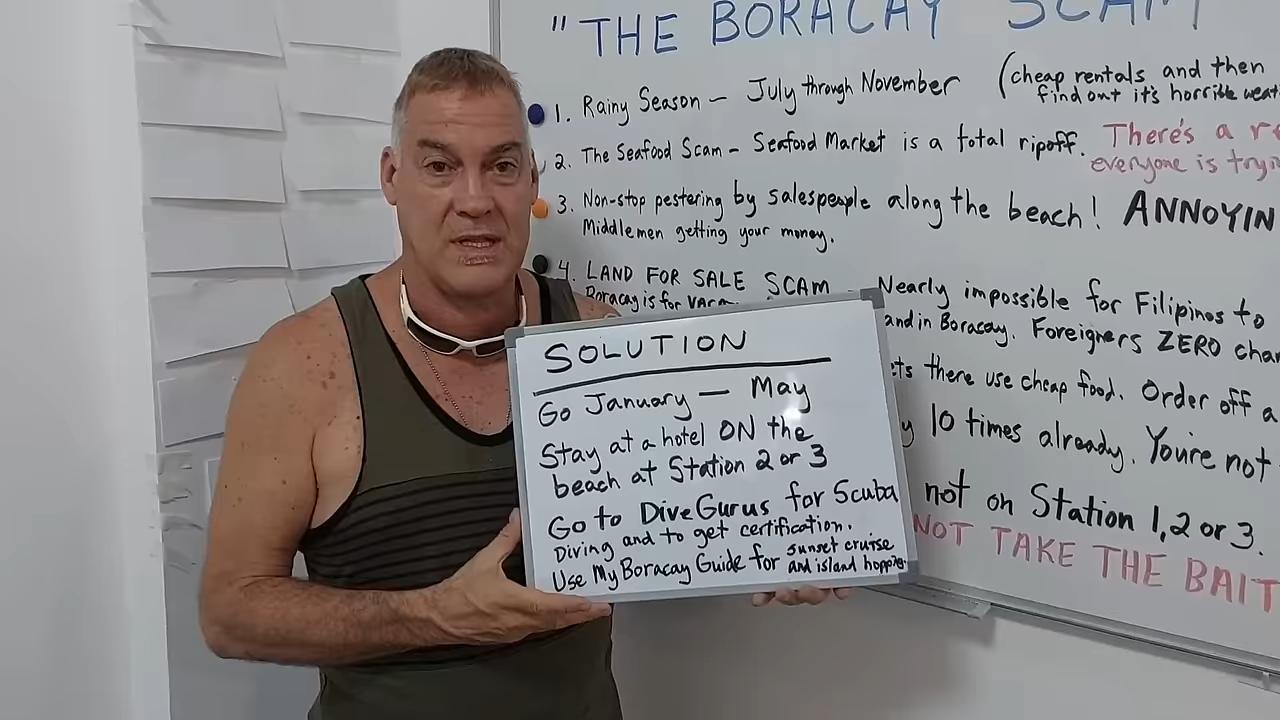 "THE BORACAY SCAM
1. Rainy Season – July through November (cheap rentals and then
find out it's horrible
2. The Seafood Scam – Seafood Market is a total ripoff. There's a
everyone is
3. Non-stop pestering by salespeople along the beach! ANNOYIN
Middlemen getting your money.
4. LAND FOR SALE SCAM Nearly impossible for Filipinos to
Boracay is for land in Boracay. Foreigners ZERO
there use cheap food. Order off a
10 times already. You're not
not on Station 1, 2 or 3.
NOT TAKE THE BAIT
SOLUTION
Go January — May
Stay at a hotel ON the
beach at Station 2 or 3
Go to DiveGurus for Scuba
Diving and to get certification.
Use My Boracay Guide for sunset cruise
and island hopping